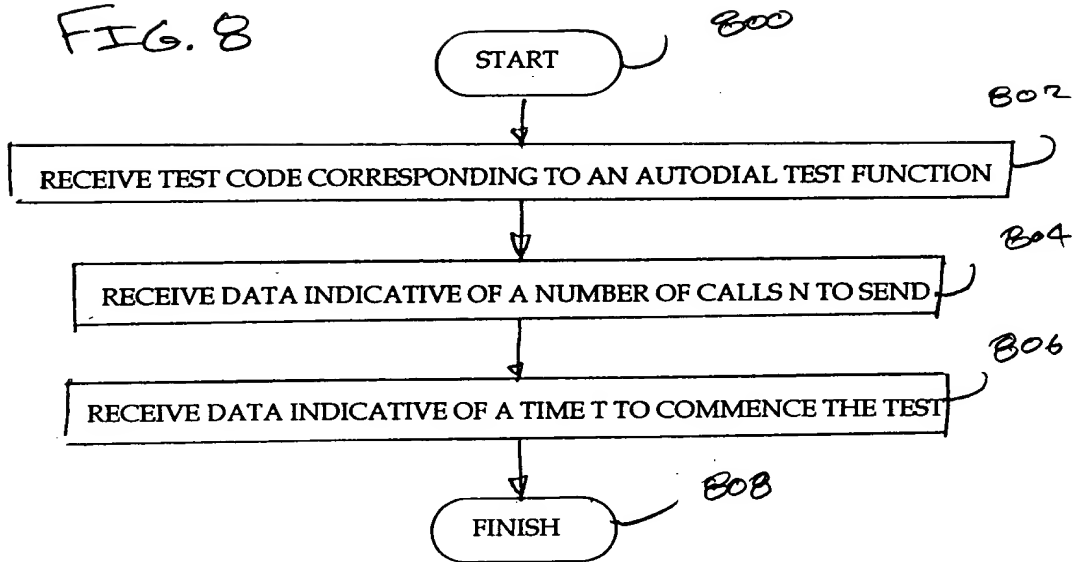 FIG. 8
800
START
802
RECEIVE TEST CODE CORRESPONDING TO AN AUTODIAL TEST FUNCTION
804
RECEIVE DATA INDICATIVE OF A NUMBER OF CALLS N TO SEND
806
RECEIVE DATA INDICATIVE OF A TIME T TO COMMENCE THE TEST
808
FINISH